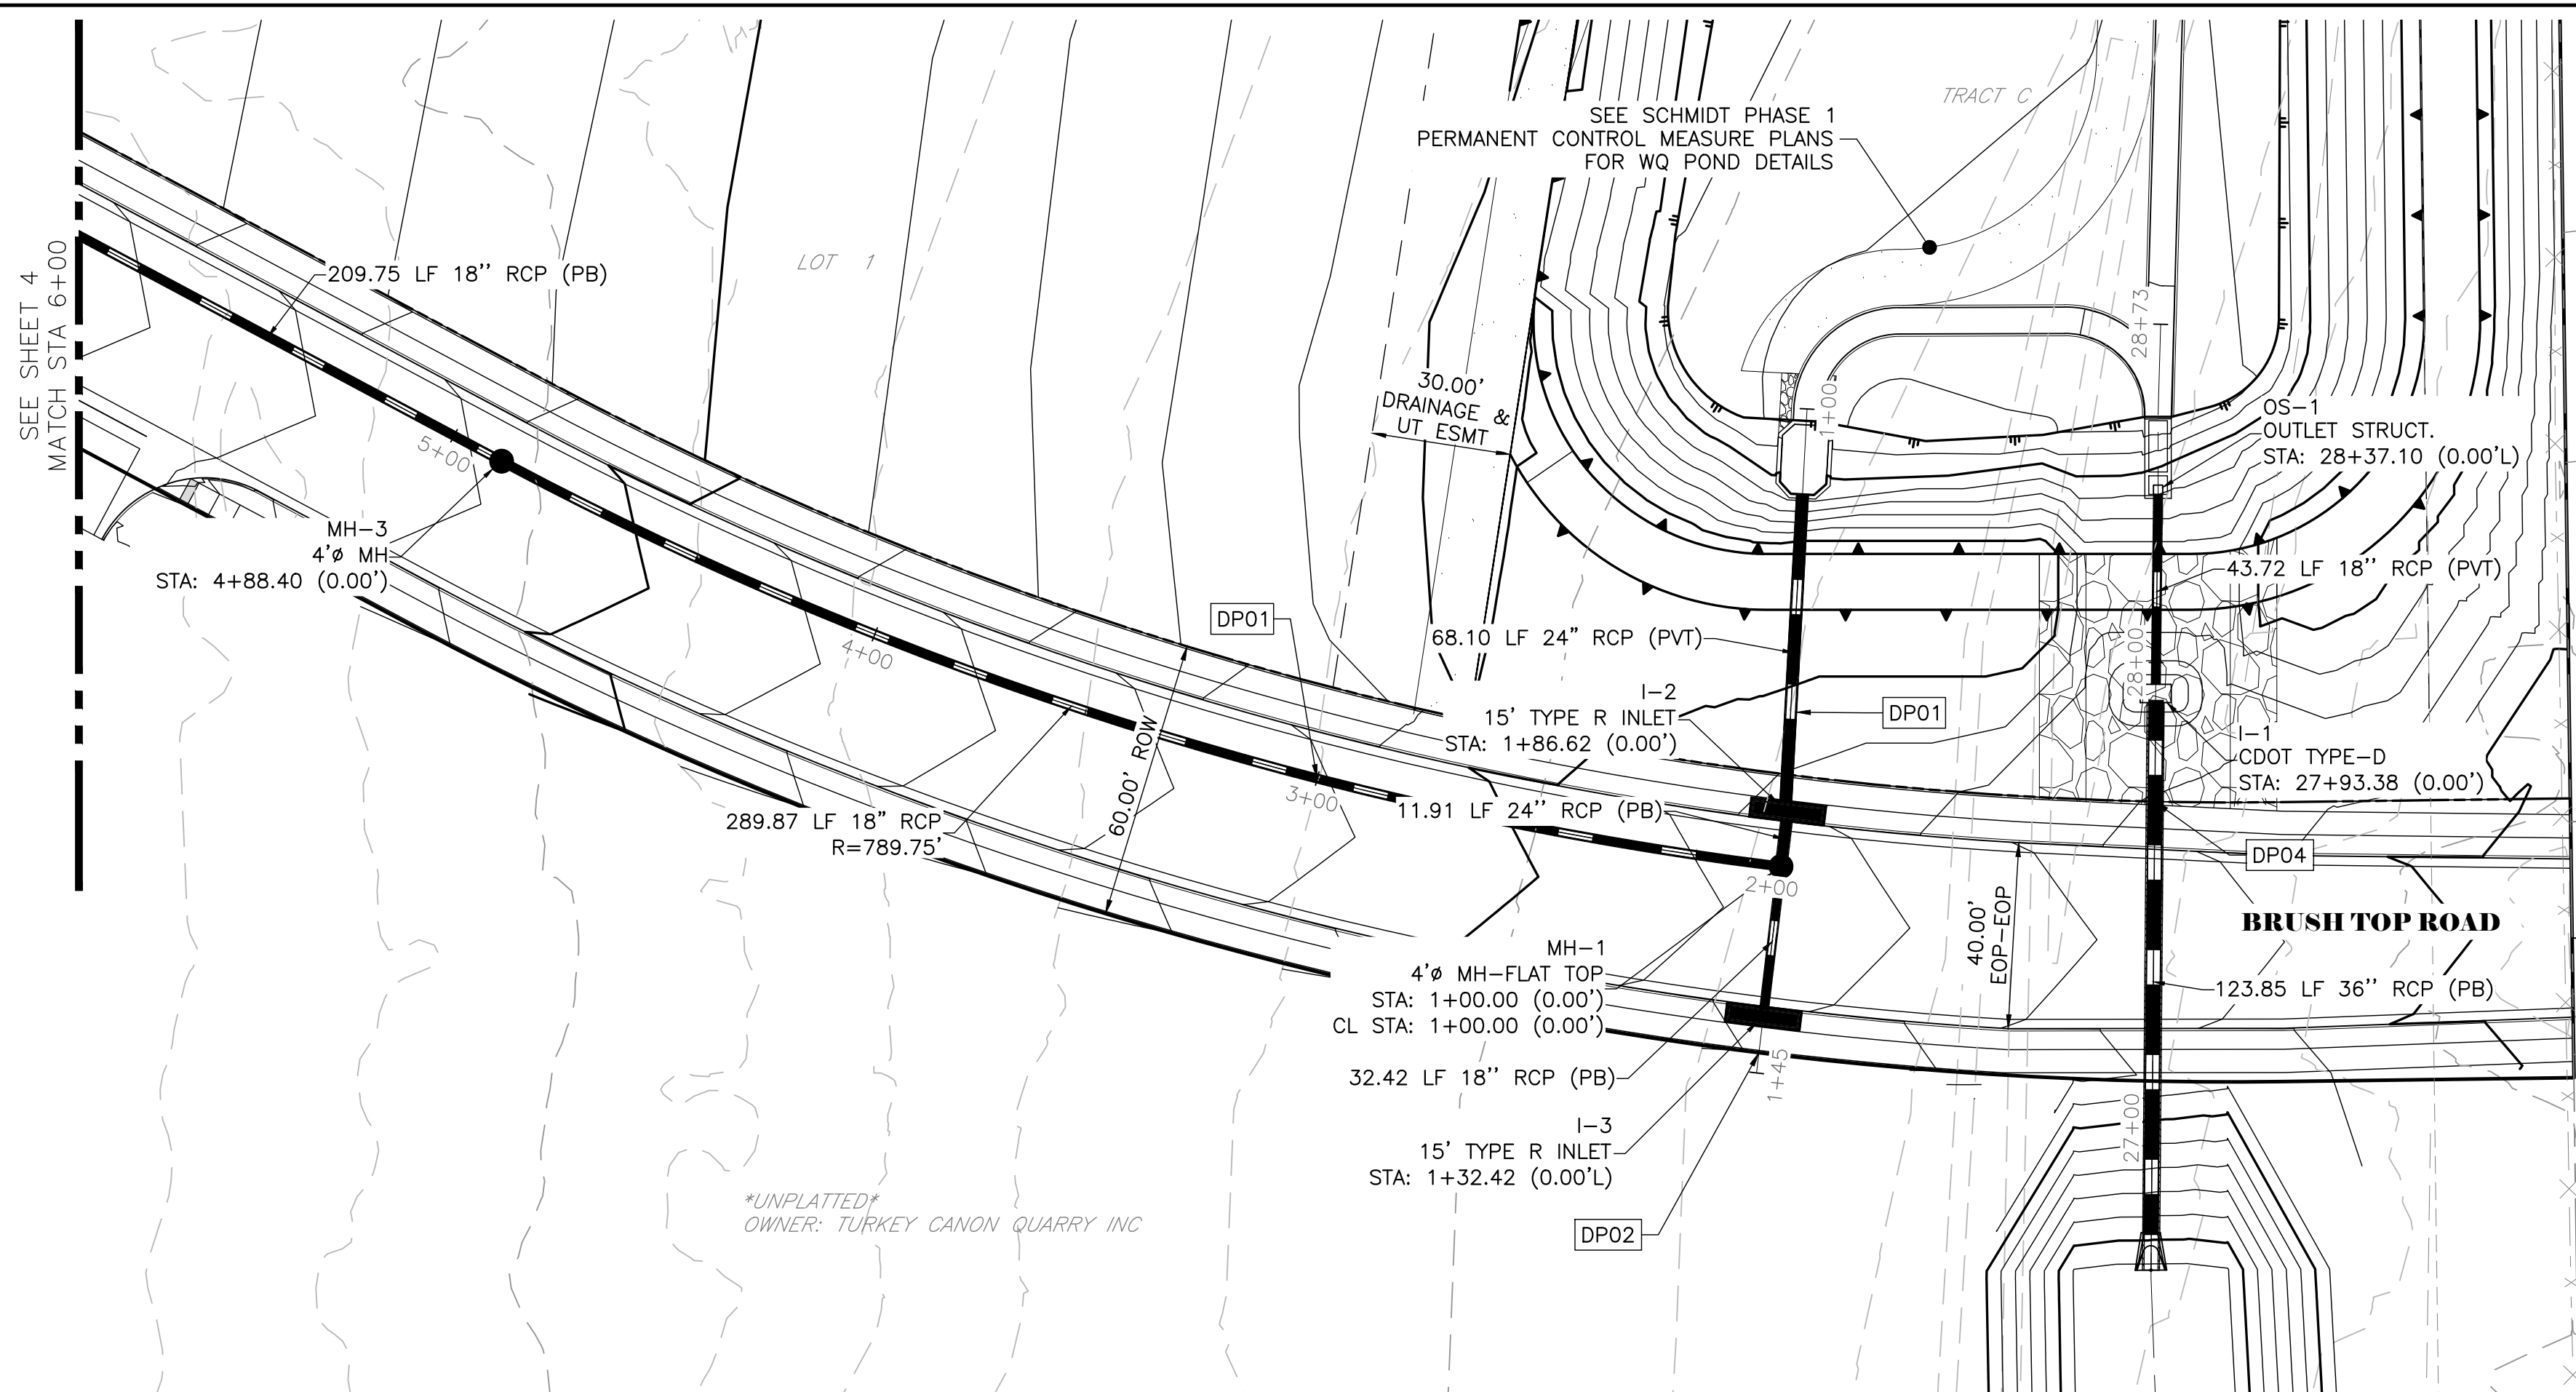 SEE SHEET 4
MATCH STA 6+00
209.75 LF 18'' RCP (PB)
LOT 1
SEE SCHMIDT PHASE 1
PERMANENT CONTROL MEASURE PLANS
FOR WQ POND DETAILS
TRACT C
28+73
30.00'
DRAINAGE &
UT ESMT
1+00
OS-1
OUTLET STRUCT.
STA: 28+37.10 (0.00'L)
5+00
MH-3
4'ø MH
STA: 4+88.40 (0.00')
43.72 LF 18'' RCP (PVT)
DP01
4+00
68.10 LF 24" RCP (PVT)
28+00
I-2
15' TYPE R INLET
STA: 1+86.62 (0.00')
DP01
I-1
CDOT TYPE-D
STA: 27+93.38 (0.00')
60.00' ROW
3+00
11.91 LF 24'' RCP (PB)
289.87 LF 18" RCP
R=789.75'
DP04
2+00
40.00'
EOP-EOP
BRUSH TOP ROAD
MH-1
4'ø MH-FLAT TOP
STA: 1+00.00 (0.00')
CL STA: 1+00.00 (0.00')
123.85 LF 36'' RCP (PB)
32.42 LF 18'' RCP (PB)
1+45
I-3
15' TYPE R INLET
STA: 1+32.42 (0.00'L)
27+00
*UNPLATTED*
OWNER: TURKEY CANON QUARRY INC
DP02